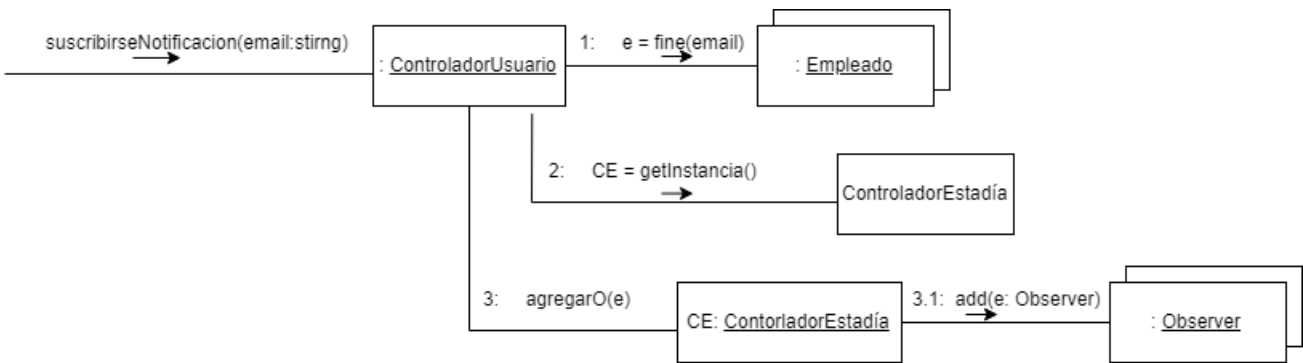 suscribirseNotificacion(email:stirng)
: ControladorUsuario
1: e = fine(email)
: Empleado
2: CE = getInstancia()
ControladorEstadía
3: agregarO(e)
CE: ContorladorEstadía
3.1: add(e: Observer)
: Observer